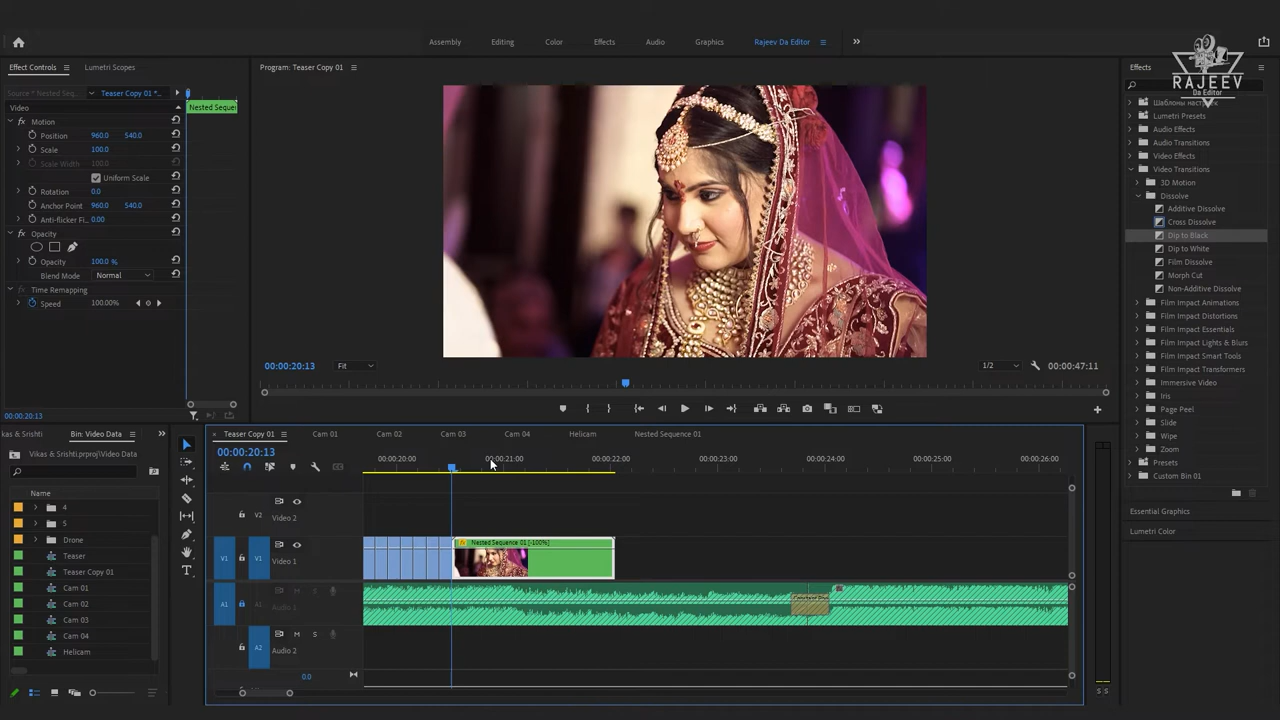 Assembly
Editing
Color
Effects
Audio
Graphics
Rajeev Da Editor
RAJEEV
Da Editor
Effect Controls
Lumetri Scopes
Source * Nested Seq...
Teaser Copy 01 *...
Video
Nested Seque
Motion
Position 960.0 540.0
Scale 100.0
Scale Width 100.0
Uniform Scale
Rotation 0.0
Anchor Point 960.0 540.0
Anti-flicker Fi... 0.00
Opacity
Opacity 100.0 %
Blend Mode Normal
Time Remapping
Speed 100.00%
00:00:20:13
Program: Teaser Copy 01
00:00:20:13
Fit
1/2
00:00:47:11
Effects
Шаблоны настр
Lumetri Presets
Audio Effects
Audio Transitions
Video Effects
Video Transitions
3D Motion
Dissolve
Additive Dissolve
Cross Dissolve
Dip to Black
Dip to White
Film Dissolve
Morph Cut
Non-Additive Dissolve
Film Impact Animations
Film Impact Distortions
Film Impact Essentials
Film Impact Lights & Blurs
Film Impact Smart Tools
Film Impact Transformers
Immersive Video
Iris
Page Peel
Slide
Wipe
Zoom
Presets
Custom Bin 01
Essential Graphics
Lumetri Color
kas & Srishti
Bin: Video Data
Vikas & Srishti.prproj\Video Data
Name
4
5
Drone
Teaser
Teaser Copy 01
Cam 01
Cam 02
Cam 03
Cam 04
Helicam
Teaser Copy 01
Cam 01
Cam 02
Cam 03
Cam 04
Helicam
Nested Sequence 01
00:00:20:13
00:00:20:00
00:00:21:00
00:00:22:00
00:00:23:00
00:00:24:00
00:00:25:00
00:00:26:00
V2
Video 2
V1
V1
Video 1
Nested Sequence 01 [-100%]
A1
A1
M
S
Audio 1
A2
M
S
Audio 2
0.0
S S